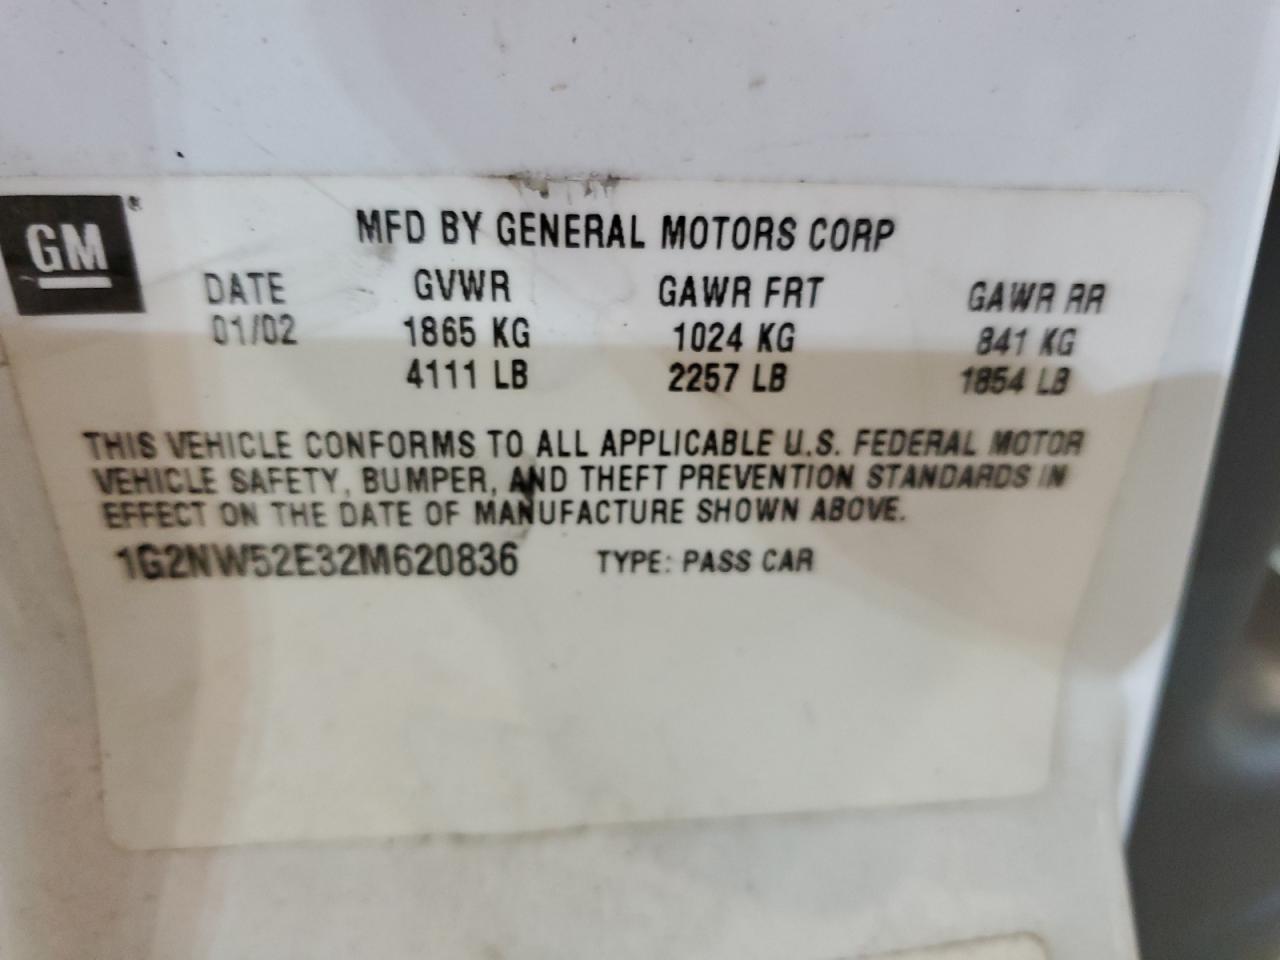 GM®
MFD BY GENERAL MOTORS CORP
DATE GVWR GAWR FRT GAWR RR
01/02 1865 KG 1024 KG 841 KG
4111 LB 2257 LB 1854 LB
THIS VEHICLE CONFORMS TO ALL APPLICABLE U.S. FEDERAL MOTOR
VEHICLE SAFETY, BUMPER, AND THEFT PREVENTION STANDARDS IN
EFFECT ON THE DATE OF MANUFACTURE SHOWN ABOVE.
1G2NW52E32M620836 TYPE: PASS CAR